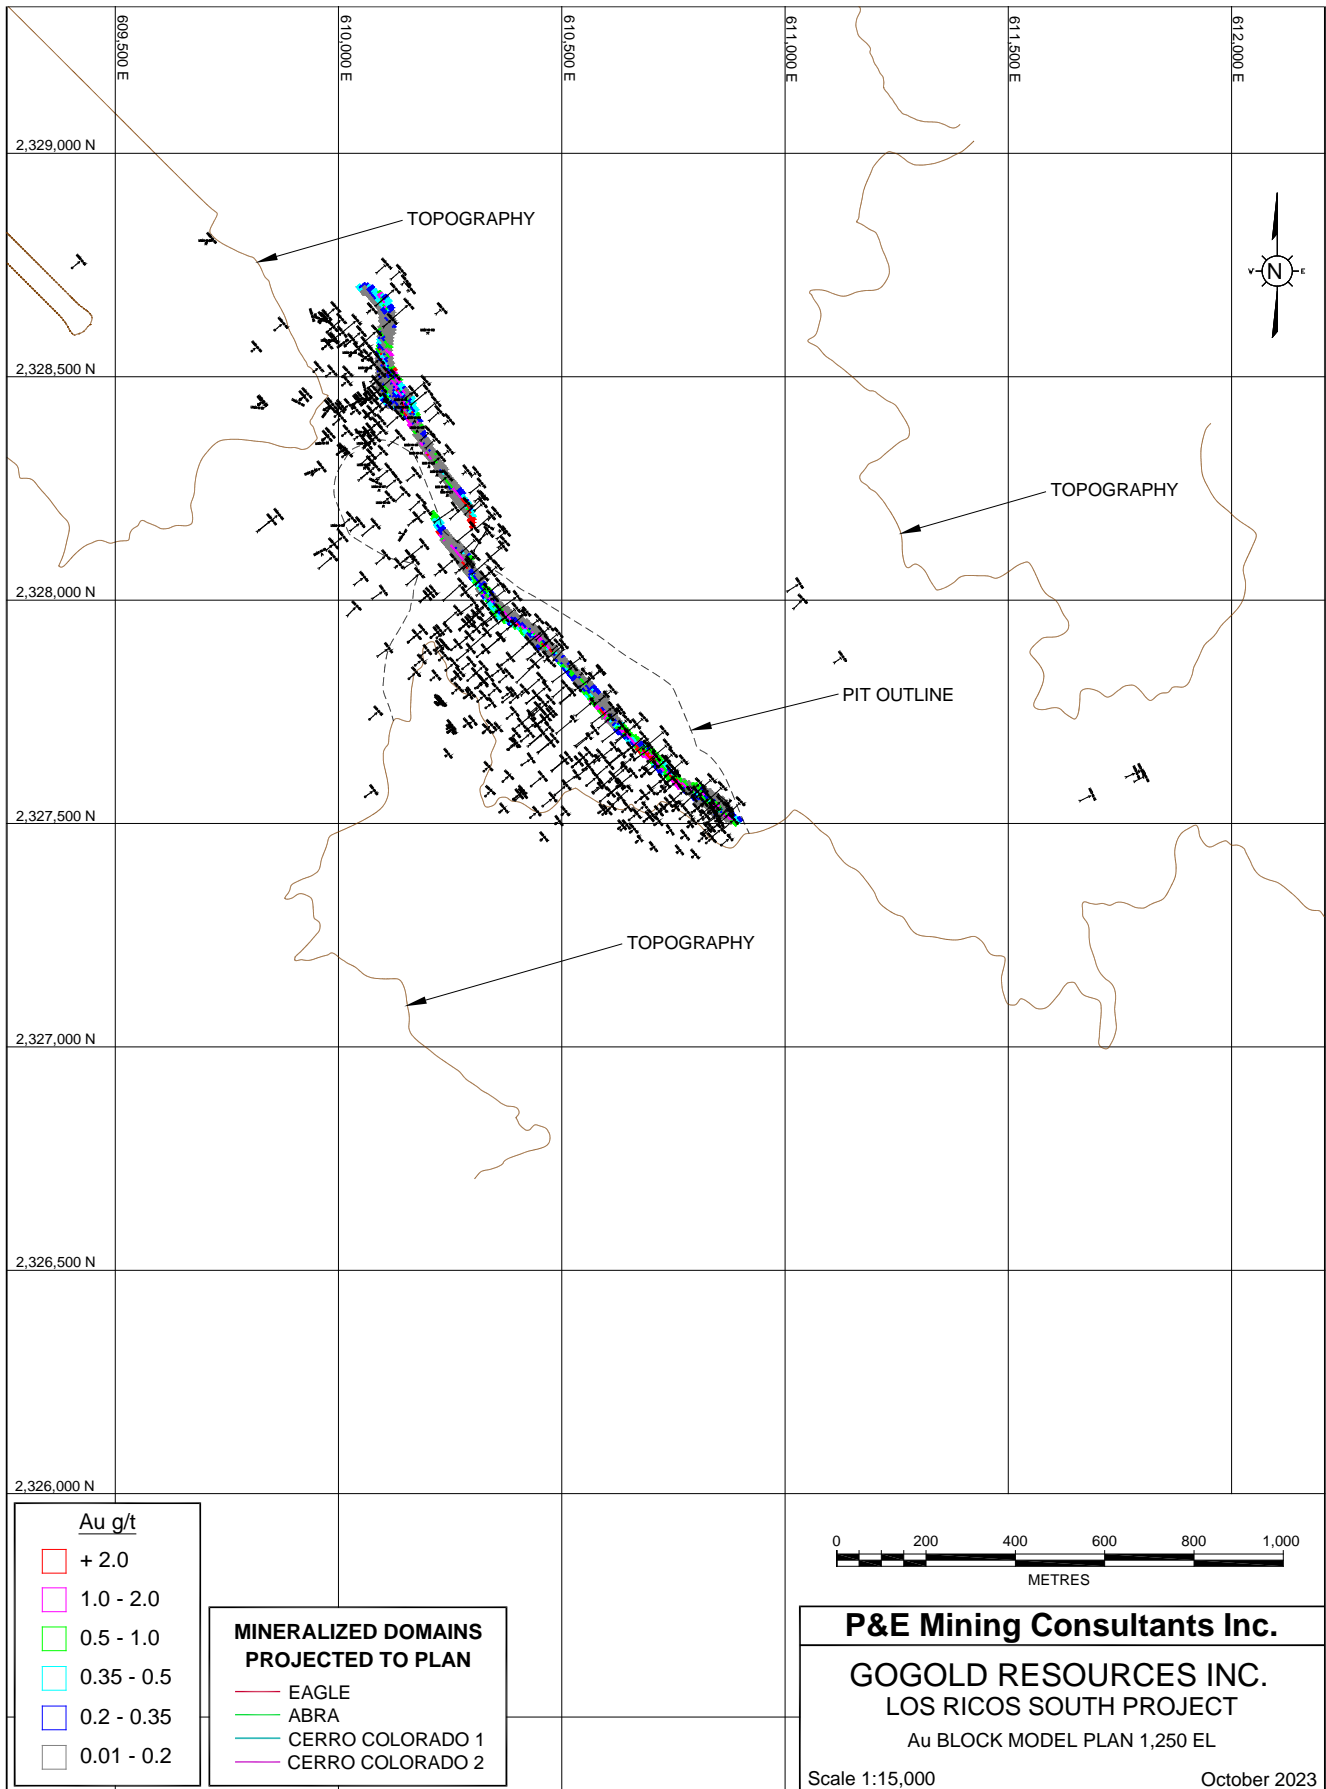 609,500 E
610,000 E
610,500 E
611,000 E
611,500 E
612,000 E
2,329,000 N
TOPOGRAPHY
W
N
E
2,328,500 N
TOPOGRAPHY
2,328,000 N
PIT OUTLINE
2,327,500 N
TOPOGRAPHY
2,327,000 N
2,326,500 N
2,326,000 N
Au g/t
+ 2.0
1.0 - 2.0
0.5 - 1.0
0.35 - 0.5
0.2 - 0.35
0.01 - 0.2
MINERALIZED DOMAINS
PROJECTED TO PLAN
EAGLE
ABRA
CERRO COLORADO 1
CERRO COLORADO 2
0 200 400 600 800 1,000
METRES
P&E Mining Consultants Inc.
GOGOLD RESOURCES INC.
LOS RICOS SOUTH PROJECT
Au BLOCK MODEL PLAN 1,250 EL
Scale 1:15,000 October 2023